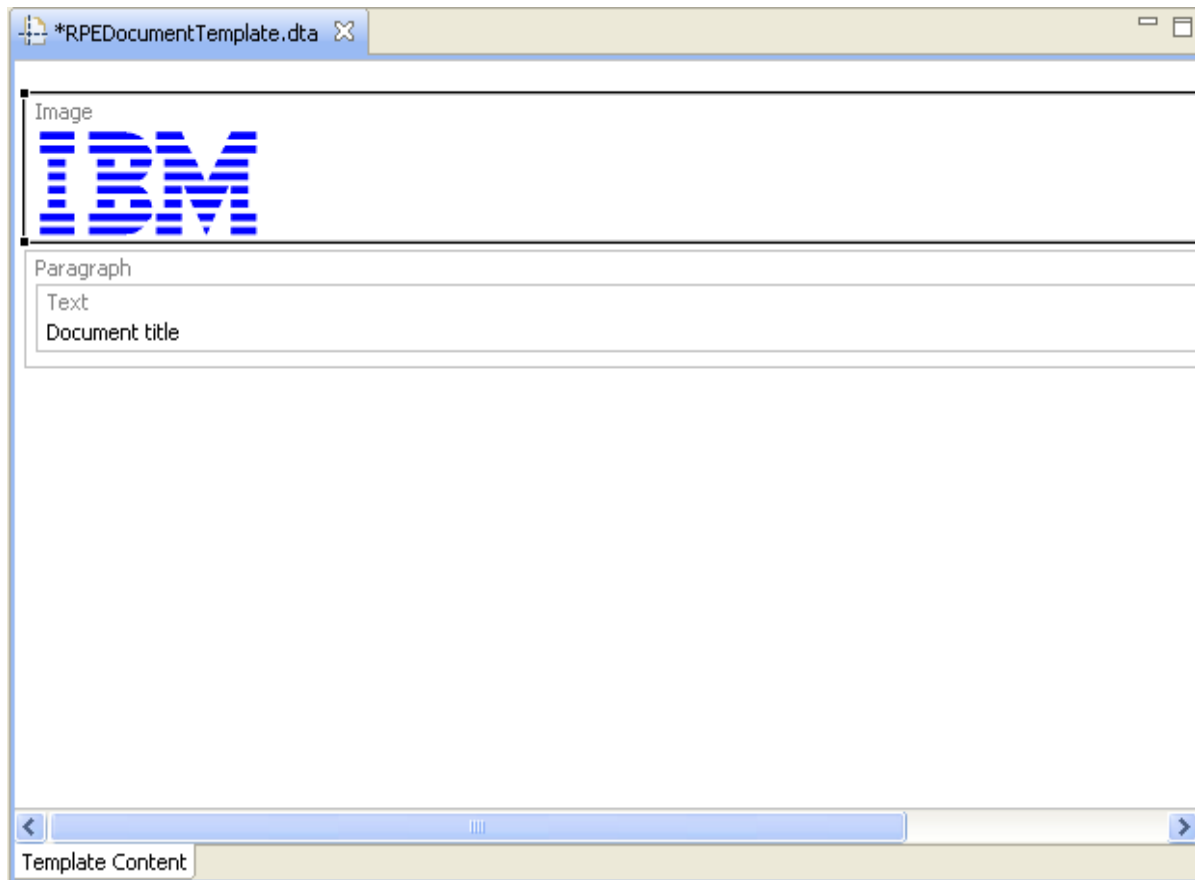 *RPEDocumentTemplate.dta
Image
IBM
Paragraph
Text
Document title
Template Content